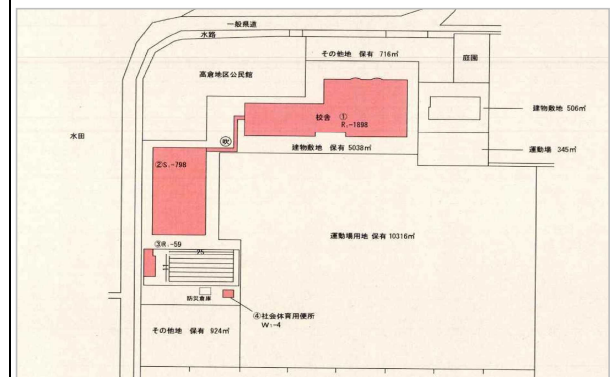 一般県道
水路
その他地 保有 716㎡
庭園
高倉地区公民館
校舎 ①
R.-1898
建物敷地 506㎡
水田
吹
建物敷地 保有 5038㎡
運動場 345㎡
②S.-798
運動場用地 保有 10316㎡
③R.-59
25
防災倉庫
④社会体育用便所
W.-4
その他地 保有 924㎡